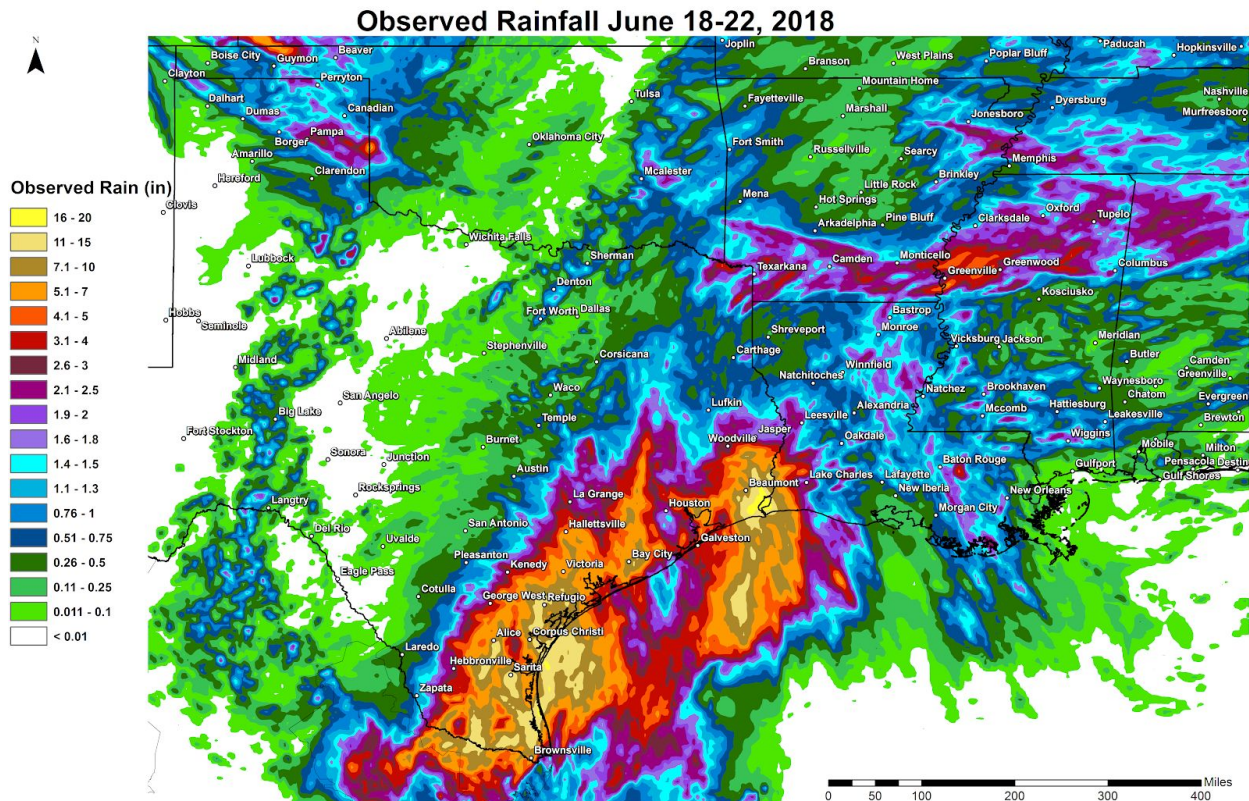 Observed Rainfall June 18-22, 2018
N
Joplin
Paducah
Boise City
Guymon
Beaver
Branson
West Plains
Poplar Bluff
Hopkinsville
Clayton
Perryton
Mountain Home
Nashville
Dalhart
Dumas
Canadian
Tulsa
Fayetteville
Marshall
Jonesboro
Dyersburg
Murfreesboro
Pampa
Borger
Oklahoma City
Fort Smith
Russellville
Searcy
Memphis
Amarillo
Hereford
Clarendon
Mcalester
Brinkley
Observed Rain (in)
Clovis
Mena
Little Rock
Hot Springs
Pine Bluff
Clarksdale
Oxford
Tupelo
Arkadelphia
16 - 20
11 - 15
7.1 - 10
5.1 - 7
4.1 - 5
3.1 - 4
2.6 - 3
2.1 - 2.5
1.9 - 2
1.6 - 1.8
1.4 - 1.5
1.1 - 1.3
0.76 - 1
0.51 - 0.75
0.26 - 0.5
0.11 - 0.25
0.011 - 0.1
< 0.01
Wichita Falls
Lubbock
Sherman
Texarkana
Camden
Monticello
Greenville
Greenwood
Columbus
Denton
Kosciusko
Hobbs
Seminole
Abilene
Fort Worth
Dallas
Bastrop
Monroe
Shreveport
Vicksburg
Jackson
Meridian
Midland
Stephenville
Corsicana
Carthage
Winnfield
Butler
Camden
Greenville
Natchitoches
Waco
San Angelo
Natchez
Brookhaven
Waynesboro
Chatom
Evergreen
Big Lake
Temple
Lufkin
Leesville
Alexandria
Mccomb
Hattiesburg
Leakesville
Brewton
Fort Stockton
Burnet
Woodville
Jasper
Oakdale
Wiggins
Sonora
Junction
Mobile
Milton
Austin
Baton Rouge
Gulfport
Pensacola
Destin
Gulf Shores
Rocksprings
Langtry
La Grange
Houston
Beaumont
Lake Charles
Lafayette
New Iberia
New Orleans
Morgan City
Del Rio
San Antonio
Hallettsville
Galveston
Uvalde
Pleasanton
Kenedy
Victoria
Bay City
Eagle Pass
Cotulla
George West
Refugio
Laredo
Alice
Corpus Christi
Hebbronville
Sarita
Zapata
Brownsville
Miles
0 25 50 100 200 300 400